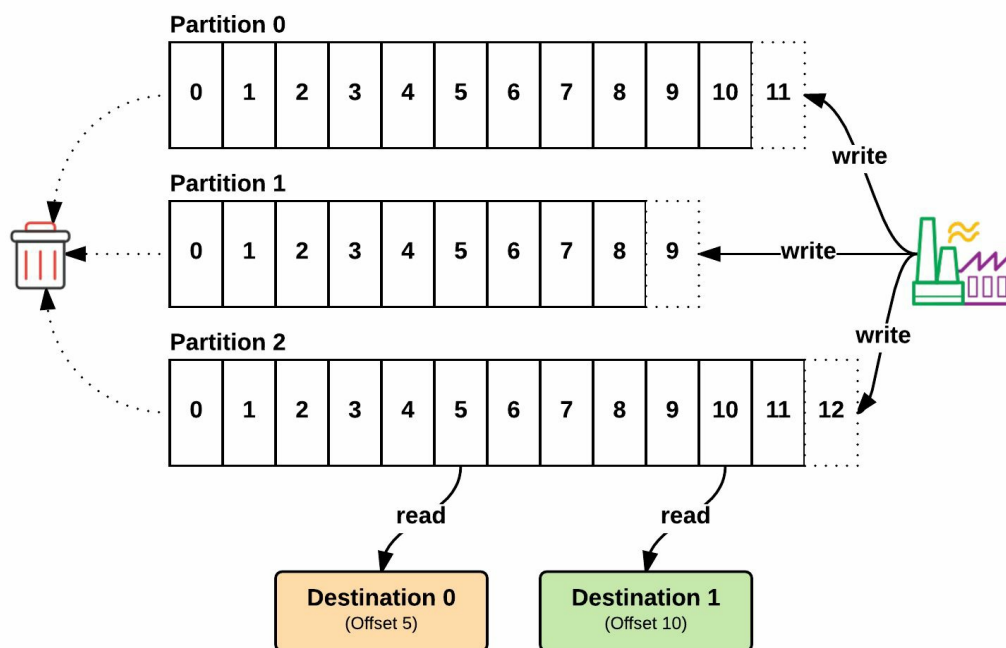 Partition 0
0 1 2 3 4 5 6 7 8 9 10 11
write
Partition 1
0 1 2 3 4 5 6 7 8 9
write
write
Partition 2
0 1 2 3 4 5 6 7 8 9 10 11 12
read read
Destination 0 Destination 1
(Offset 5) (Offset 10)